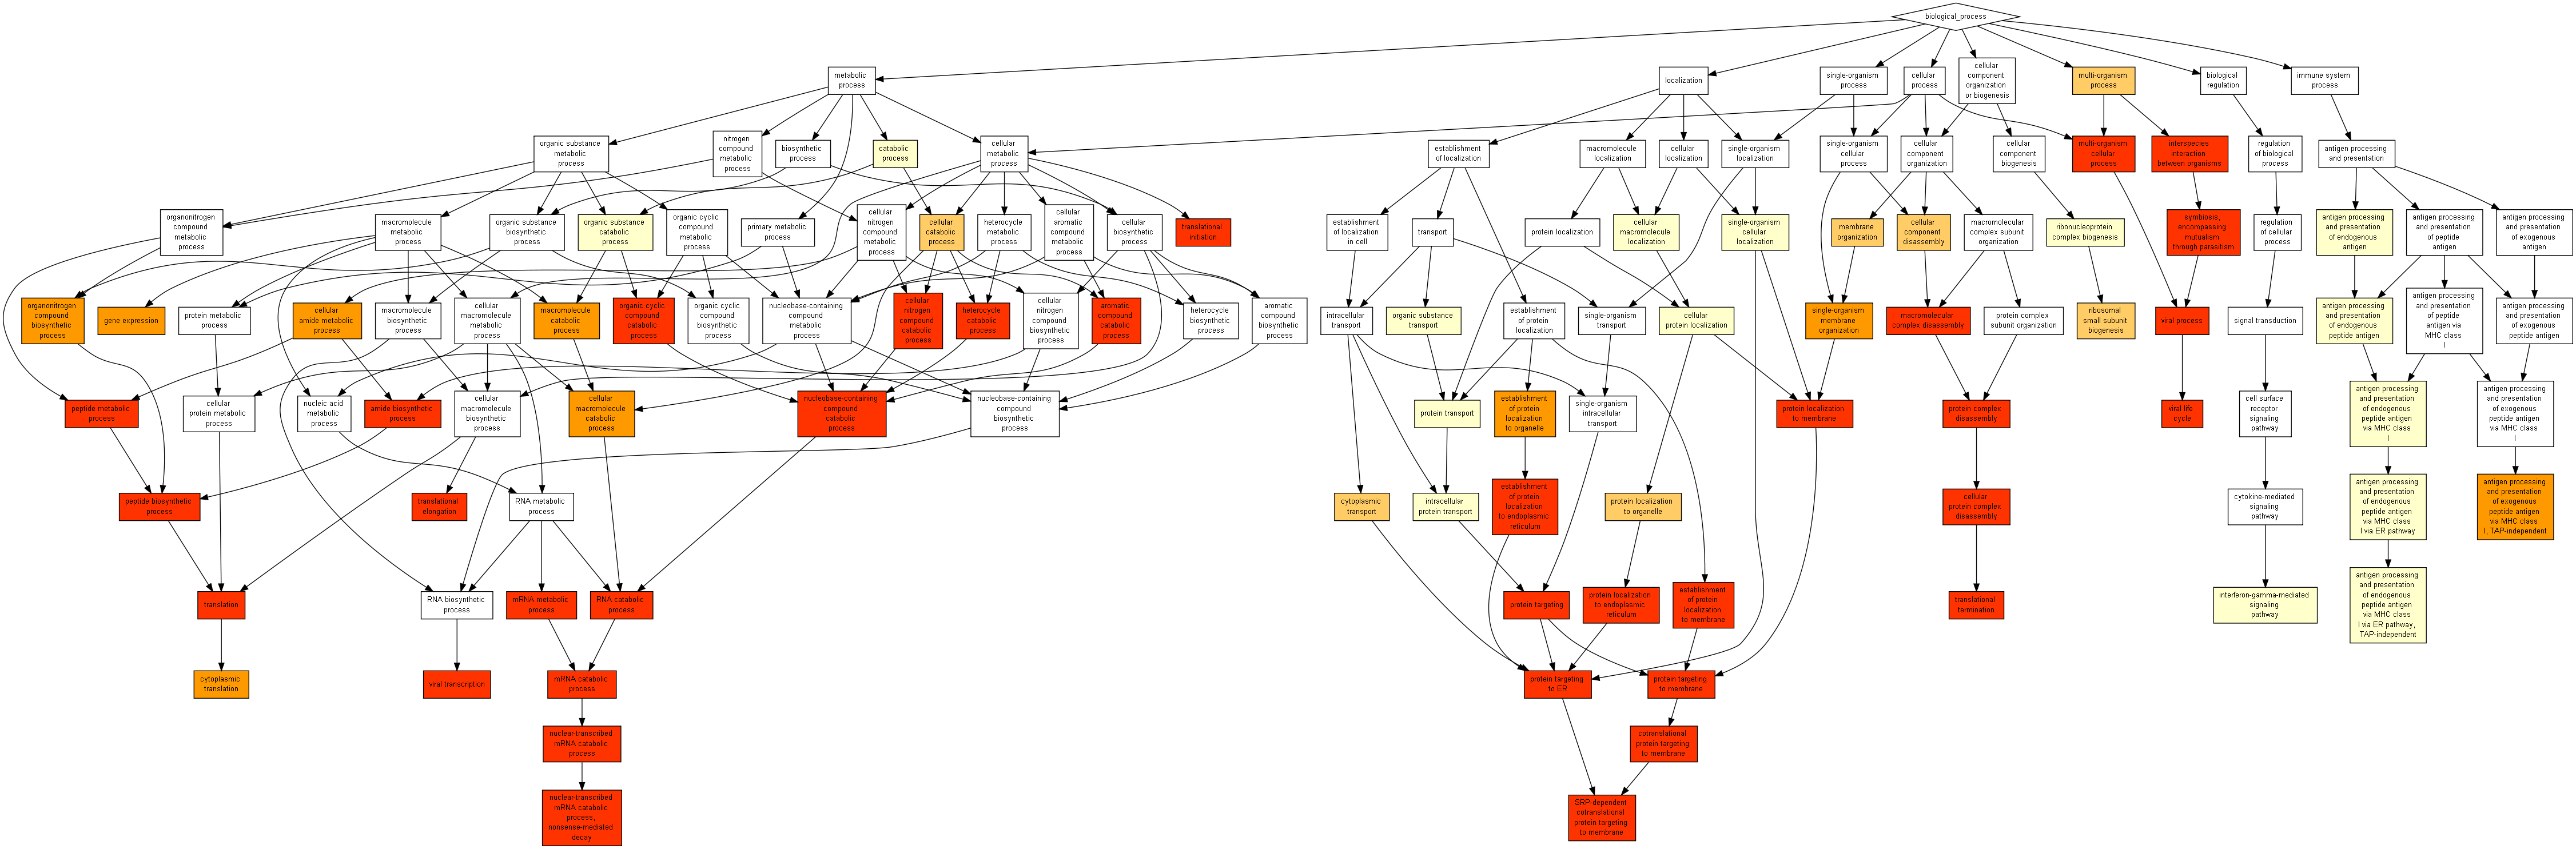 biological_process
metabolic
process
localization
single-organism
process
cellular
process
cellular
component
organization
or biogenesis
multi-organism
process
biological
regulation
immune system
process
organic substance
metabolic
process
nitrogen
compound
metabolic
process
biosynthetic
process
catabolic
process
cellular
metabolic
process
establishment
of localization
macromolecule
localization
cellular
localization
single-organism
localization
single-organism
cellular
process
cellular
component
organization
cellular
component
biogenesis
multi-organism
cellular
process
interspecies
interaction
between organisms
regulation
of biological
process
antigen processing
and presentation
organonitrogen
compound
metabolic
process
macromolecule
metabolic
process
organic substance
biosynthetic
process
organic substance
catabolic
process
organic cyclic
compound
metabolic
process
primary metabolic
process
cellular
nitrogen
compound
metabolic
process
cellular
catabolic
process
heterocycle
metabolic
process
cellular
aromatic
compound
metabolic
process
cellular
biosynthetic
process
translational
initiation
establishment
of localization
in cell
transport
protein localization
cellular
macromolecule
localization
single-organism
cellular
localization
membrane
organization
cellular
component
disassembly
macromolecular
complex subunit
organization
ribonucleoprotein
complex biogenesis
symbiosis,
encompassing
mutualism
through parasitism
regulation
of cellular
process
antigen processing
and presentation
of endogenous
antigen
antigen processing
and presentation
of peptide
antigen
antigen processing
and presentation
of exogenous
antigen
organonitrogen
compound
biosynthetic
process
gene expression
protein metabolic
process
cellular
amide metabolic
process
macromolecule
biosynthetic
process
cellular
macromolecule
metabolic
process
macromolecule
catabolic
process
organic cyclic
compound
catabolic
process
organic cyclic
compound
biosynthetic
process
nucleobase-containing
compound
metabolic
process
cellular
nitrogen
compound
catabolic
process
heterocycle
catabolic
process
cellular
nitrogen
compound
biosynthetic
process
aromatic
compound
catabolic
process
heterocycle
biosynthetic
process
aromatic
compound
biosynthetic
process
intracellular
transport
organic substance
transport
establishment
of protein
localization
single-organism
transport
cellular
protein localization
single-organism
membrane
organization
macromolecular
complex disassembly
protein complex
subunit organization
ribosomal
small subunit
biogenesis
viral process
signal transduction
antigen processing
and presentation
of endogenous
peptide antigen
antigen processing
and presentation
of peptide
antigen via
MHC class
I
antigen processing
and presentation
of exogenous
peptide antigen
peptide metabolic
process
cellular
protein metabolic
process
nucleic acid
metabolic
process
amide biosynthetic
process
cellular
macromolecule
biosynthetic
process
cellular
macromolecule
catabolic
process
nucleobase-containing
compound
catabolic
process
nucleobase-containing
compound
biosynthetic
process
protein transport
establishment
of protein
localization
to organelle
single-organism
intracellular
transport
protein localization
to membrane
protein complex
disassembly
viral life
cycle
cell surface
receptor
signaling
pathway
antigen processing
and presentation
of endogenous
peptide antigen
via MHC class
I
antigen processing
and presentation
of exogenous
peptide antigen
via MHC class
I
peptide biosynthetic
process
translational
elongation
RNA metabolic
process
cytoplasmic
transport
intracellular
protein transport
establishment
of protein
localization
to endoplasmic
reticulum
protein localization
to organelle
cellular
protein complex
disassembly
cytokine-mediated
signaling
pathway
antigen processing
and presentation
of endogenous
peptide antigen
via MHC class
I via ER pathway
antigen processing
and presentation
of exogenous
peptide antigen
via MHC class
I, TAP-independent
translation
RNA biosynthetic
process
mRNA metabolic
process
RNA catabolic
process
protein targeting
protein localization
to endoplasmic
reticulum
establishment
of protein
localization
to membrane
translational
termination
interferon-gamma-mediated
signaling
pathway
antigen processing
and presentation
of endogenous
peptide antigen
via MHC class
I via ER pathway,
TAP-independent
cytoplasmic
translation
viral transcription
mRNA catabolic
process
protein targeting
to ER
protein targeting
to membrane
nuclear-transcribed
mRNA catabolic
process
cotranslational
protein targeting
to membrane
nuclear-transcribed
mRNA catabolic
process,
nonsense-mediated
decay
SRP-dependent
cotranslational
protein targeting
to membrane